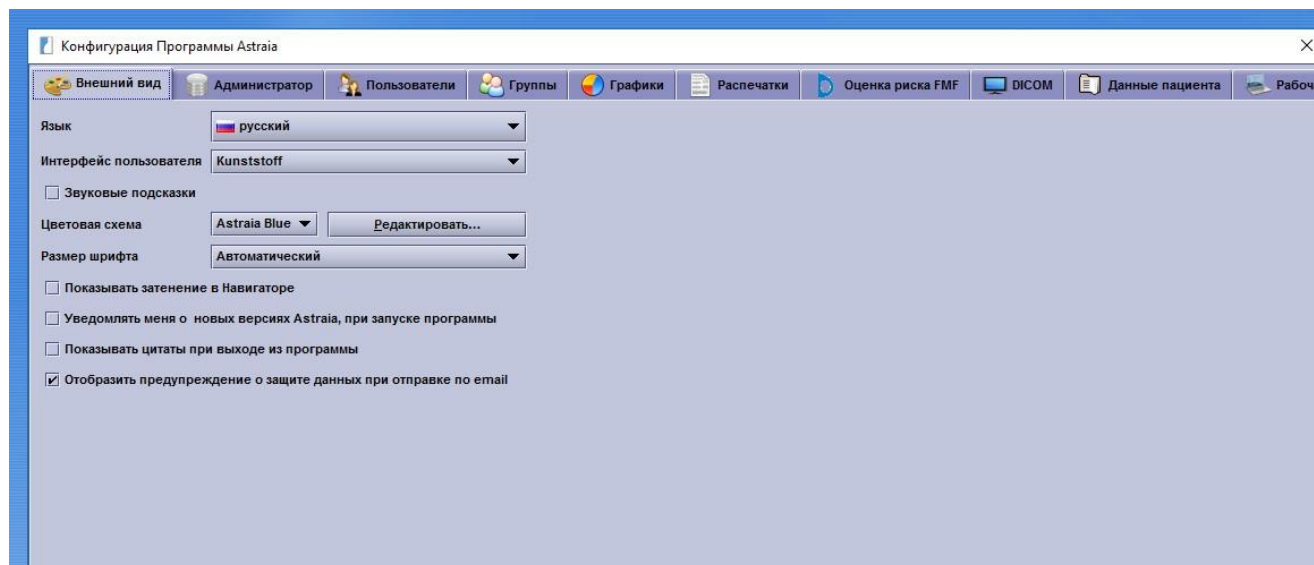 Конфигурация Программы Astraia
Внешний вид Администратор Пользователи Группы Графики Распечатки Оценка риска FMF DICOM Данные пациента Рабоч
Язык русский
Интерфейс пользователя Kunststoff
Звуковые подсказки
Цветовая схема Astraia Blue Редактировать...
Размер шрифта Автоматический
Показывать затенение в Навигаторе
Уведомлять меня о новых версиях Astraia, при запуске программы
Показывать цитаты при выходе из программы
Отобразить предупреждение о защите данных при отправке по email